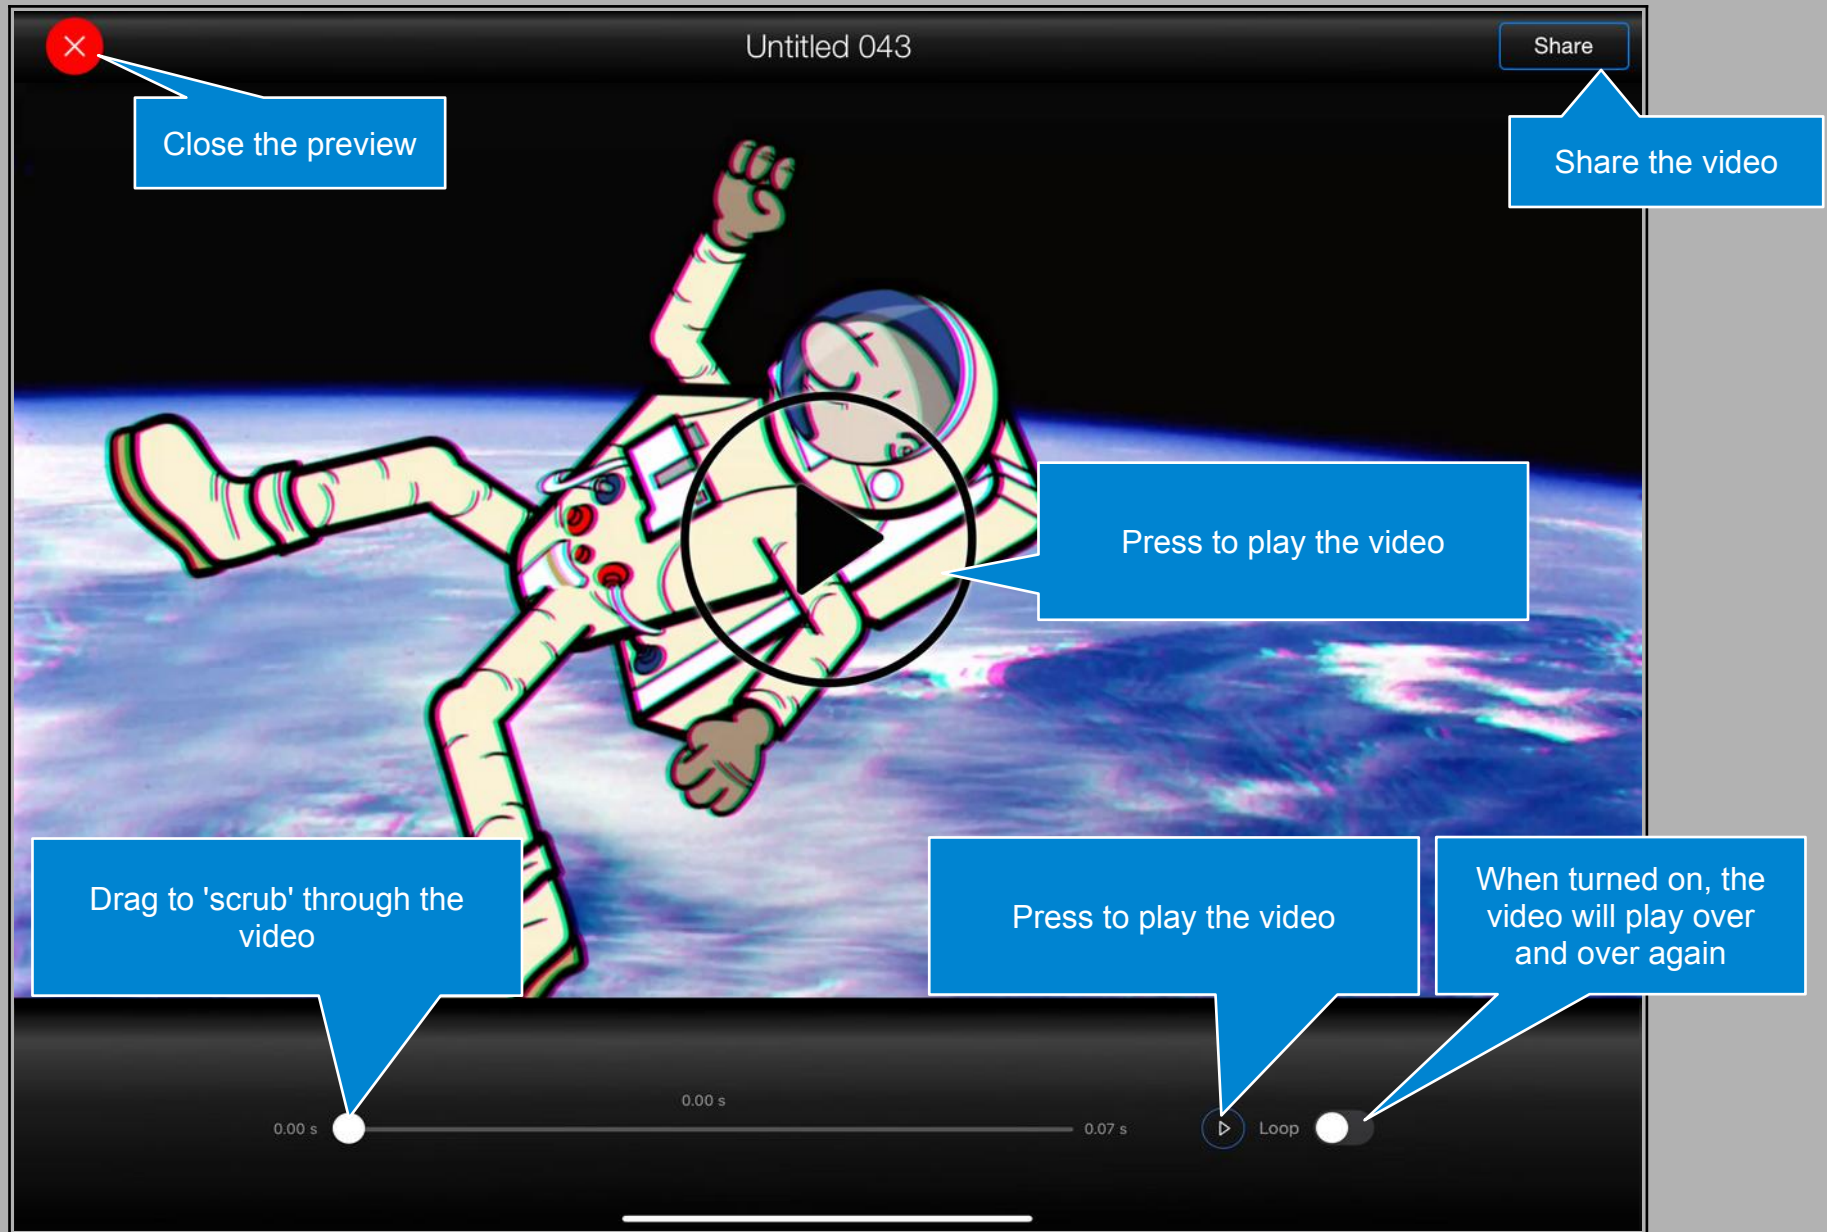 Untitled 043
Share
Close the preview
Share the video
Press to play the video
Drag to 'scrub' through the
video
Press to play the video
When turned on, the
video will play over
and over again
0.00 s
0.00 s
0.07 s
Loop